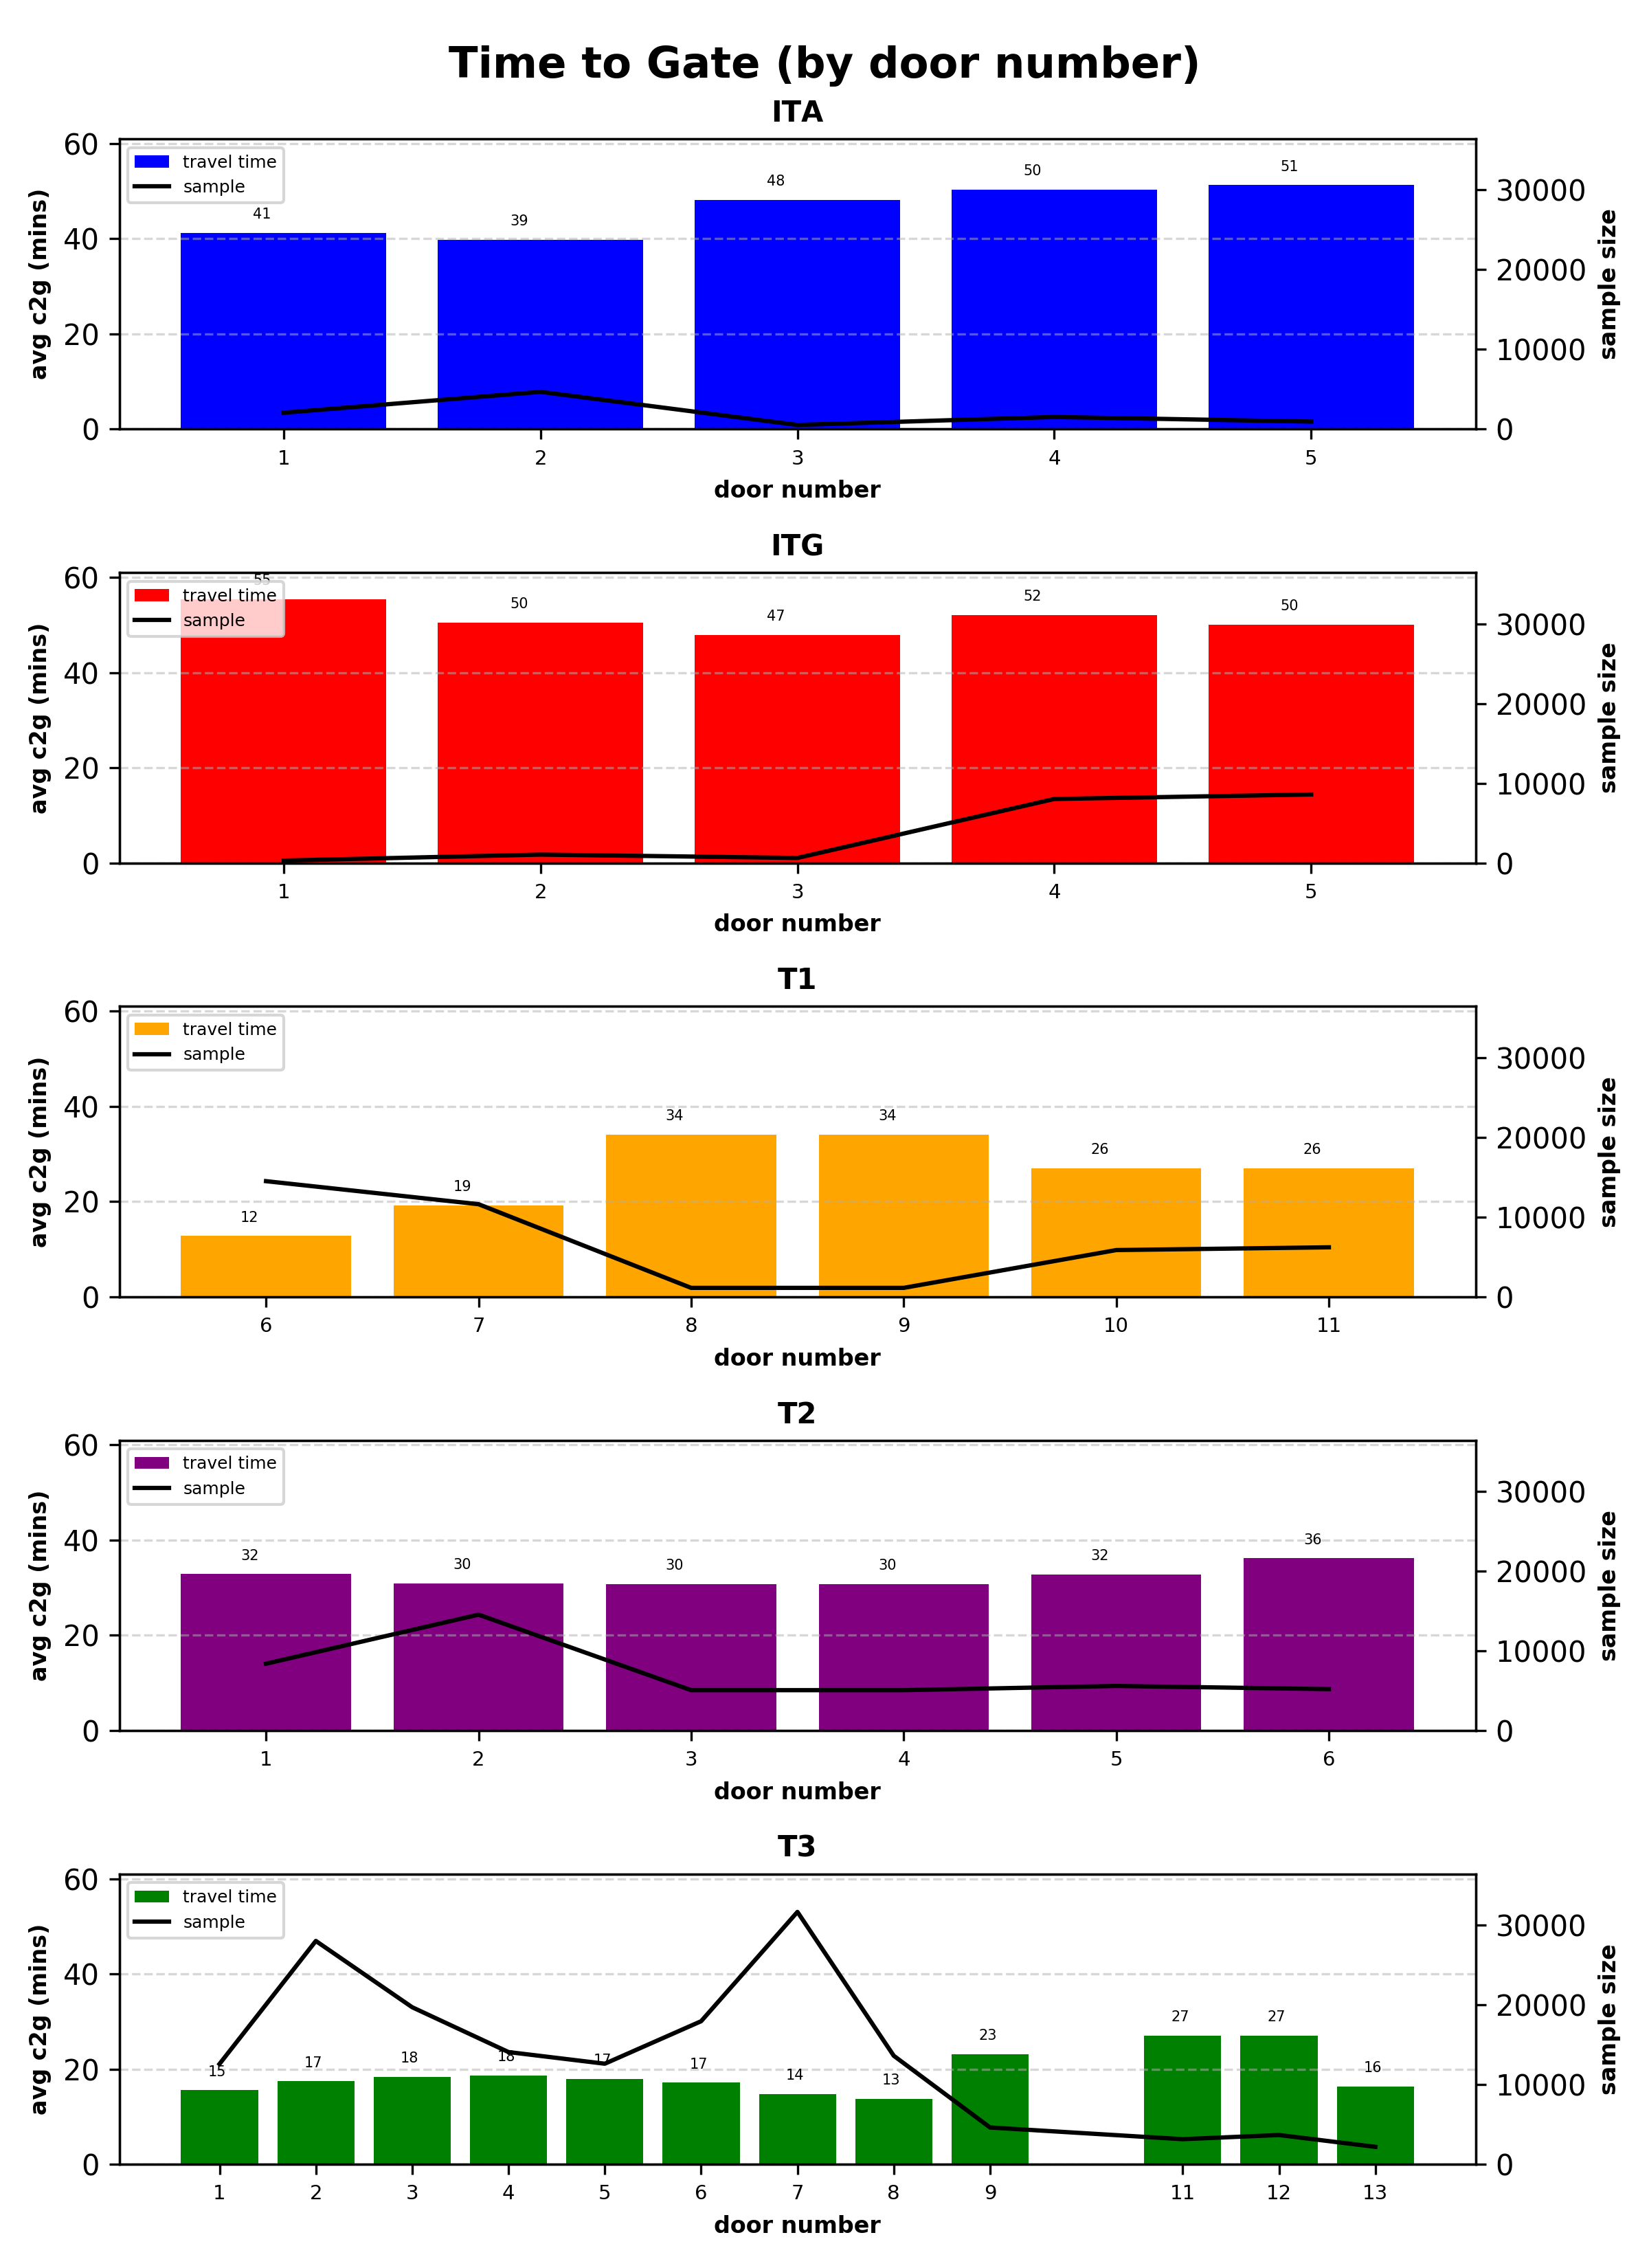 Time to Gate (by door number)
ITA
60
40
20
0
avg c2g (mins)
travel time
sample
41
39
48
50
51
30000
20000
10000
0
sample size
1 2 3 4 5
door number
ITG
60
40
20
0
avg c2g (mins)
travel time
sample
55
50
47
52
50
30000
20000
10000
0
sample size
1 2 3 4 5
door number
T1
60
40
20
0
avg c2g (mins)
travel time
sample
12
19
34
34
26
26
30000
20000
10000
0
sample size
6 7 8 9 10 11
door number
T2
60
40
20
0
avg c2g (mins)
travel time
sample
32
30
30
30
32
36
30000
20000
10000
0
sample size
1 2 3 4 5 6
door number
T3
60
40
20
0
avg c2g (mins)
travel time
sample
15
17
18
18
17
17
14
13
23
27
27
16
30000
20000
10000
0
sample size
1 2 3 4 5 6 7 8 9 11 12 13
door number